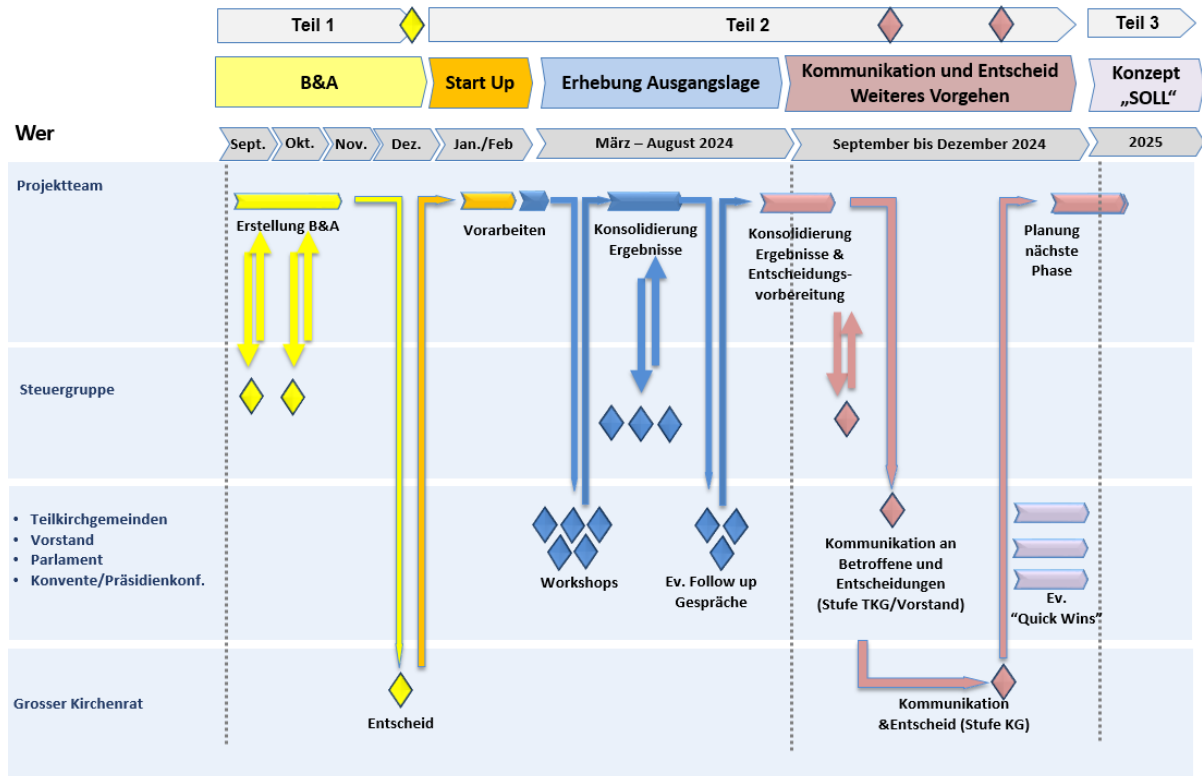 Teil 1
Teil 2
Teil 3
B&A
Start Up
Erhebung Ausgangslage
Kommunikation und Entscheid
Weiteres Vorgehen
Konzept
„SOLL“
Wer
Sept.
Okt.
Nov.
Dez.
Jan./Feb
März – August 2024
September bis Dezember 2024
2025
Projektteam
Erstellung B&A
Vorarbeiten
Konsolidierung
Ergebnisse
Konsolidierung
Ergebnisse &
Entscheidungs-
vorbereitung
Planung
nächste
Phase
Steuergruppe
• Teilkirchgemeinden
• Vorstand
• Parlament
• Konvente/Präsidienkonf.
Workshops
Ev. Follow up
Gespräche
Kommunikation an
Betroffene und
Entscheidungen
(Stufe TKG/Vorstand)
Ev.
“Quick Wins”
Grosser Kirchenrat
Entscheid
Kommunikation
&Entscheid (Stufe KG)